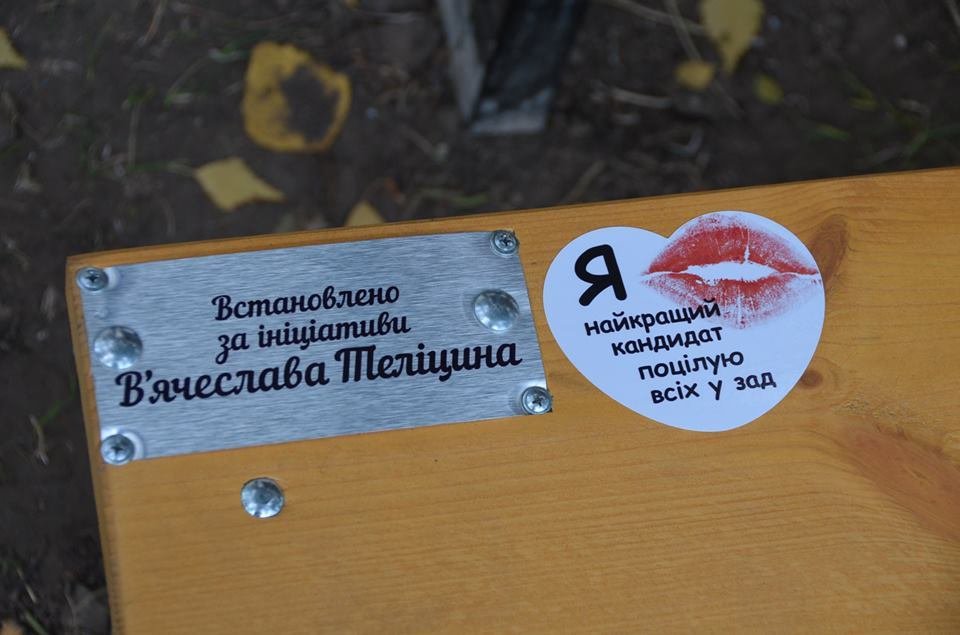 Встановлено
за ініціативи
В'ячеслава Теліцина
Я
найкращий
кандидат
поцілую
всіх у зад